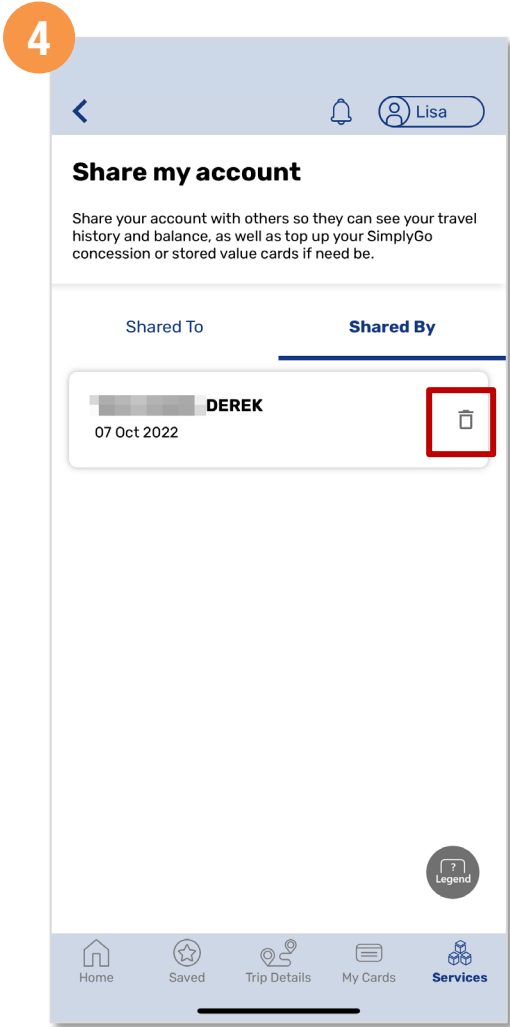 4
Lisa
Share my account
Share your account with others so they can see your travel
history and balance, as well as top up your SimplyGo
concession or stored value cards if need be.
Shared To
Shared By
DEREK
07 Oct 2022
?
Legend
Home
Saved
Trip Details
My Cards
Services